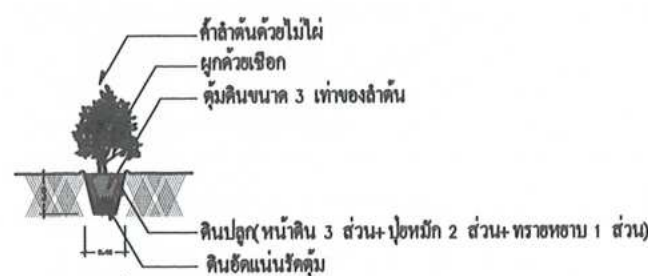 ค้ำลำต้นด้วยไม้ไผ่
ผูกด้วยเชือก
ตุ้มดินขนาด 3 เท่าของลำต้น
ดินปลูก(หน้าดิน 3 ส่วน+ปุ๋ยหมัก 2 ส่วน+ทรายหยาบ 1 ส่วน)
ดินอัดแน่นรัดตุ้ม